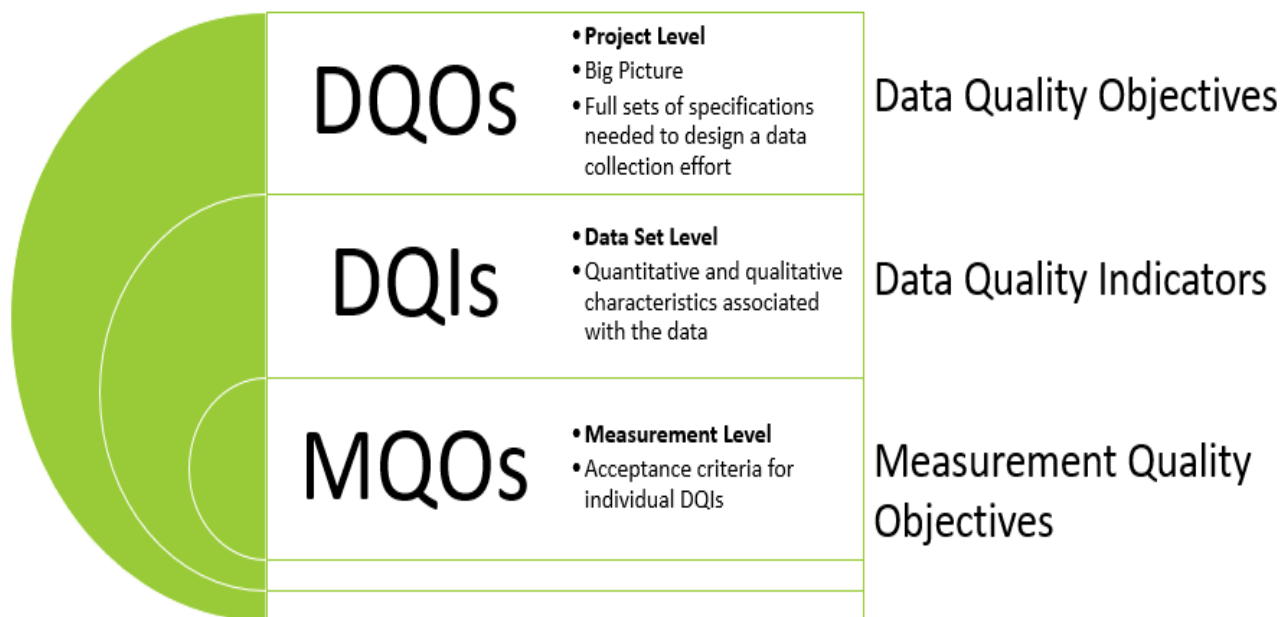 DQOs
• Project Level
• Big Picture
• Full sets of specifications
needed to design a data
collection effort
Data Quality Objectives
DQIs
• Data Set Level
• Quantitative and qualitative
characteristics associated
with the data
Data Quality Indicators
MQOs
• Measurement Level
• Acceptance criteria for
individual DQIs
Measurement Quality
Objectives